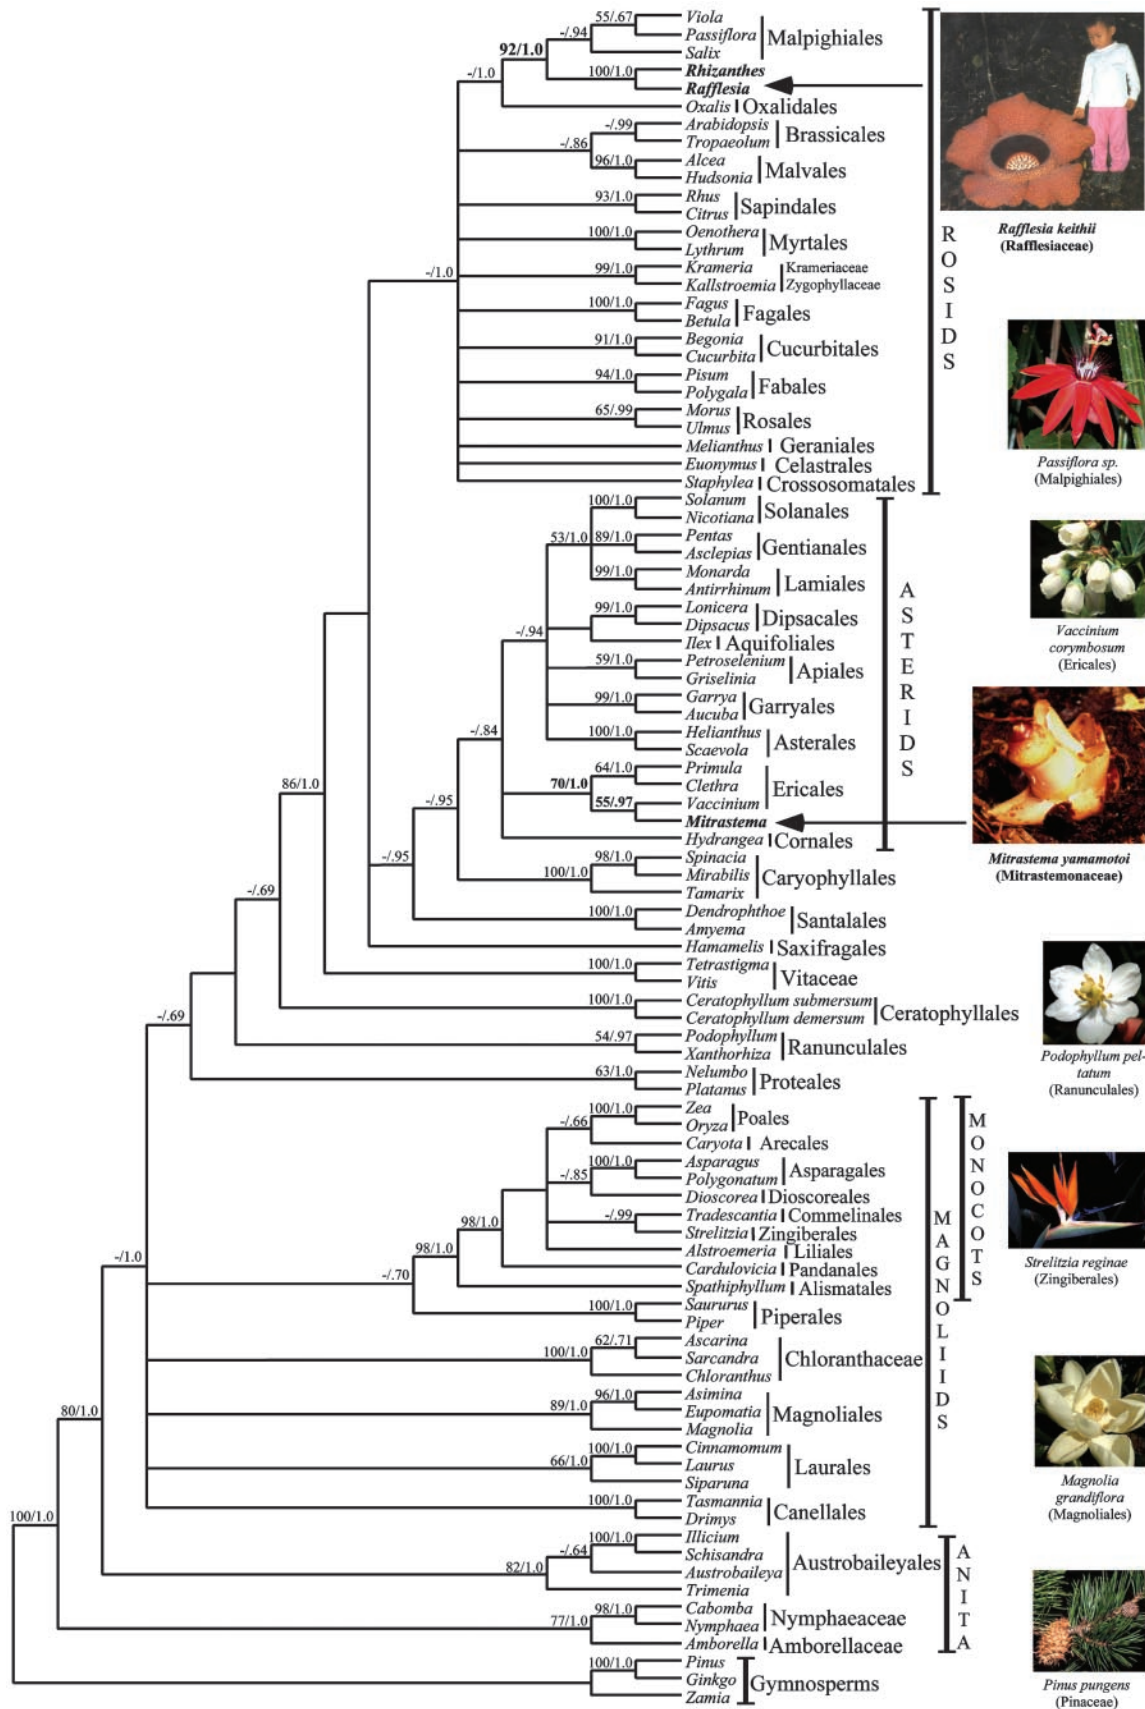 55/.67
Viola
Passiflora
Salix
Malpighiales
-/.94
92/1.0
100/1.0
Rhizanthes
Rafflesia
-/1.0
Oxalis
Oxalidales
-/.99
Arabidopsis
Tropaeolum
Brassicales
-/.86
96/1.0
Alcea
Hudsonia
Malvales
93/1.0
Rhus
Citrus
Sapindales
100/1.0
Oenothera
Lythrum
Myrtales
-/1.0
99/1.0
Krameria
Kallstroemia
Krameriaceae
Zygophyllaceae
100/1.0
Fagus
Betula
Fagales
91/1.0
Begonia
Cucurbita
Cucurbitales
94/1.0
Pisum
Polygala
Fabales
65/.99
Morus
Ulmus
Rosales
Melianthus
Geraniales
Euonymus
Celastrales
Staphylea
Crossosomatales
ROSIDS
Rafflesia keithii
(Rafflesiaceae)
Passiflora sp.
(Malpighiales)
100/1.0
Solanum
Nicotiana
Solanales
53/1.0
89/1.0
Pentas
Asclepias
Gentianales
99/1.0
Monarda
Antirrhinum
Lamiales
99/1.0
Lonicera
Dipsacus
Dipsacales
-/.94
Ilex
Aquifoliales
59/1.0
Petroselenium
Griselinia
Apiales
99/1.0
Garrya
Aucuba
Garryales
100/1.0
Helianthus
Scaevola
Asterales
-/.84
64/1.0
Primula
Clethra
Ericales
70/1.0
55/.97
Vaccinium
Mitrastema
Hydrangea
Cornales
ASTERIDS
Vaccinium
corymbosum
(Ericales)
Mitrastema yamamotoi
(Mitrastemonaceae)
86/1.0
-/.95
-/.95
98/1.0
100/1.0
Spinacia
Mirabilis
Tamarix
Caryophyllales
100/1.0
Dendrophthoe
Amyema
Santalales
-/.69
Hamamelis
Saxifragales
100/1.0
Tetrastigma
Vitis
Vitaceae
100/1.0
Ceratophyllum submersum
Ceratophyllum demersum
Ceratophyllales
-/.69
54/.97
Podophyllum
Xanthorhiza
Ranunculales
63/1.0
Nelumbo
Platanus
Proteales
Podophyllum pel-
tatum
(Ranunculales)
100/1.0
Zea
Oryza
Poales
-/.66
Caryota
Arecales
100/1.0
Asparagus
Polygonatum
Asparagales
-/.85
Dioscorea
Dioscoreales
-/.99
Tradescantia
Commelinales
Strelitzia
Zingiberales
98/1.0
Alstroemeria
Liliales
98/1.0
Cardulovicia
Pandanales
-/.70
Spathiphyllum
Alismatales
MONOCOTS
Strelitzia reginae
(Zingiberales)
-/1.0
100/1.0
Saururus
Piper
Piperales
62/.71
100/1.0
Ascarina
Sarcandra
Chloranthus
Chloranthaceae
96/1.0
89/1.0
Asimina
Eupomatia
Magnolia
Magnoliales
80/1.0
100/1.0
66/1.0
Cinnamomum
Laurus
Siparuna
Laurales
100/1.0
Tasmannia
Drimys
Canellales
MAGNOLIIDS
Magnolia
grandiflora
(Magnoliales)
100/1.0
100/1.0
-/.64
82/1.0
Illicium
Schisandra
Austrobaileya
Trimenia
Austrobaileyales
98/1.0
77/1.0
Cabomba
Nymphaea
Nymphaeaceae
Amborella
Amborellaceae
ANITA
100/1.0
Pinus
Ginkgo
Zamia
Gymnosperms
Pinus pungens
(Pinaceae)